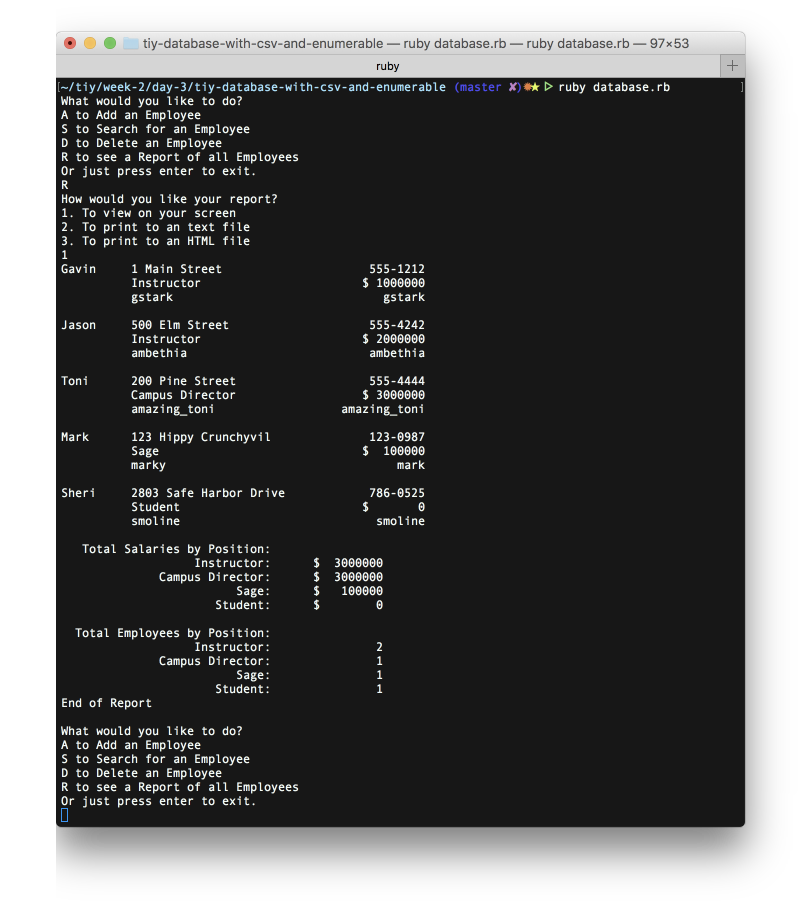 tiy-database-with-csv-and-enumerable — ruby database.rb — ruby database.rb — 97×53
ruby
[~/tiy/week-2/day-3/tiy-database-with-csv-and-enumerable (master ✘)✹★ ▷ ruby database.rb ]
What would you like to do?
A to Add an Employee
S to Search for an Employee
D to Delete an Employee
R to see a Report of all Employees
Or just press enter to exit.
R
How would you like your report?
1. To view on your screen
2. To print to an text file
3. To print to an HTML file
1
Gavin     1 Main Street                     555-1212
          Instructor                       $ 1000000
          gstark                              gstark

Jason     500 Elm Street                    555-4242
          Instructor                       $ 2000000
          ambethia                          ambethia

Toni      200 Pine Street                   555-4444
          Campus Director                  $ 3000000
          amazing_toni                  amazing_toni

Mark      123 Hippy Crunchyvil              123-0987
          Sage                             $  100000
          marky                                 mark

Sheri     2803 Safe Harbor Drive            786-0525
          Student                          $       0
          smoline                            smoline

   Total Salaries by Position:
                   Instructor:      $  3000000
              Campus Director:      $  3000000
                         Sage:      $   100000
                      Student:      $        0

  Total Employees by Position:
                   Instructor:               2
              Campus Director:               1
                         Sage:               1
                      Student:               1
End of Report

What would you like to do?
A to Add an Employee
S to Search for an Employee
D to Delete an Employee
R to see a Report of all Employees
Or just press enter to exit.